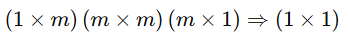 (1 × m) (m × m) (m × 1) ⇒ (1 × 1)